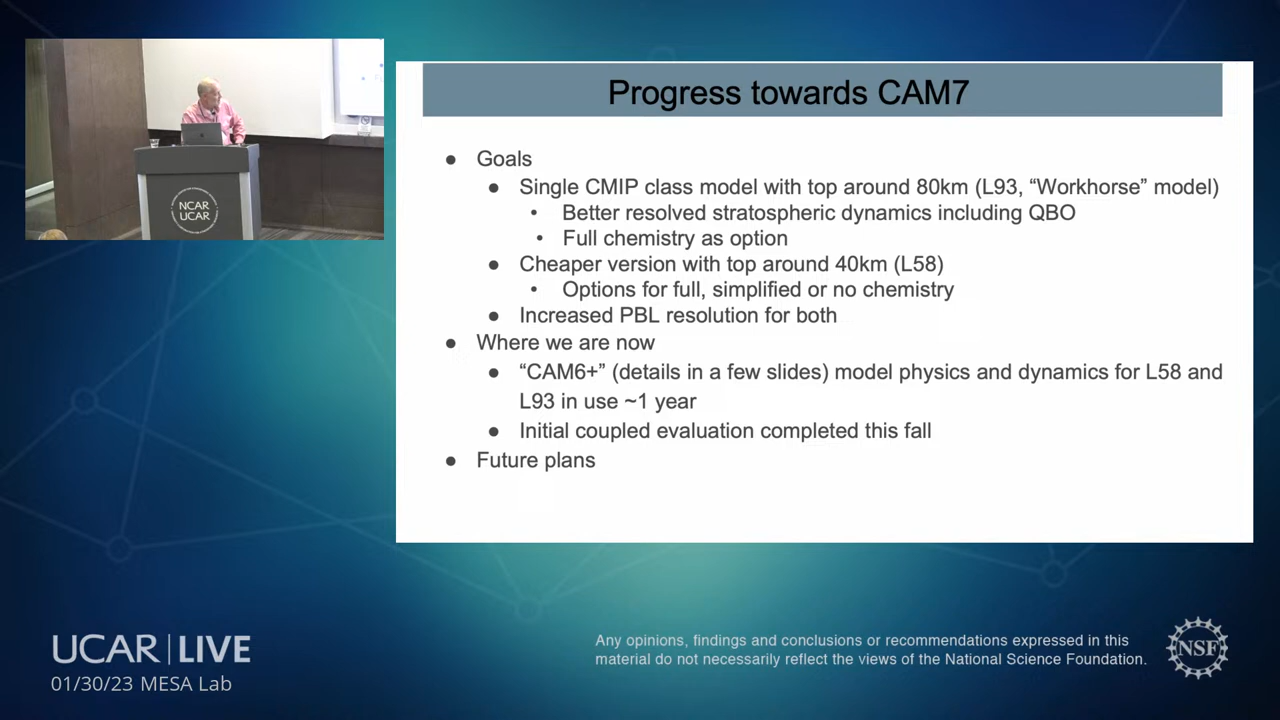 NCAR
UCAR
Progress towards CAM7
● Goals
● Single CMIP class model with top around 80km (L93, “Workhorse” model)
• Better resolved stratospheric dynamics including QBO
• Full chemistry as option
● Cheaper version with top around 40km (L58)
• Options for full, simplified or no chemistry
● Increased PBL resolution for both
● Where we are now
● “CAM6+” (details in a few slides) model physics and dynamics for L58 and
L93 in use ~1 year
● Initial coupled evaluation completed this fall
● Future plans
UCAR | LIVE
01/30/23 MESA Lab
Any opinions, findings and conclusions or recommendations expressed in this
material do not necessarily reflect the views of the National Science Foundation.
NSF